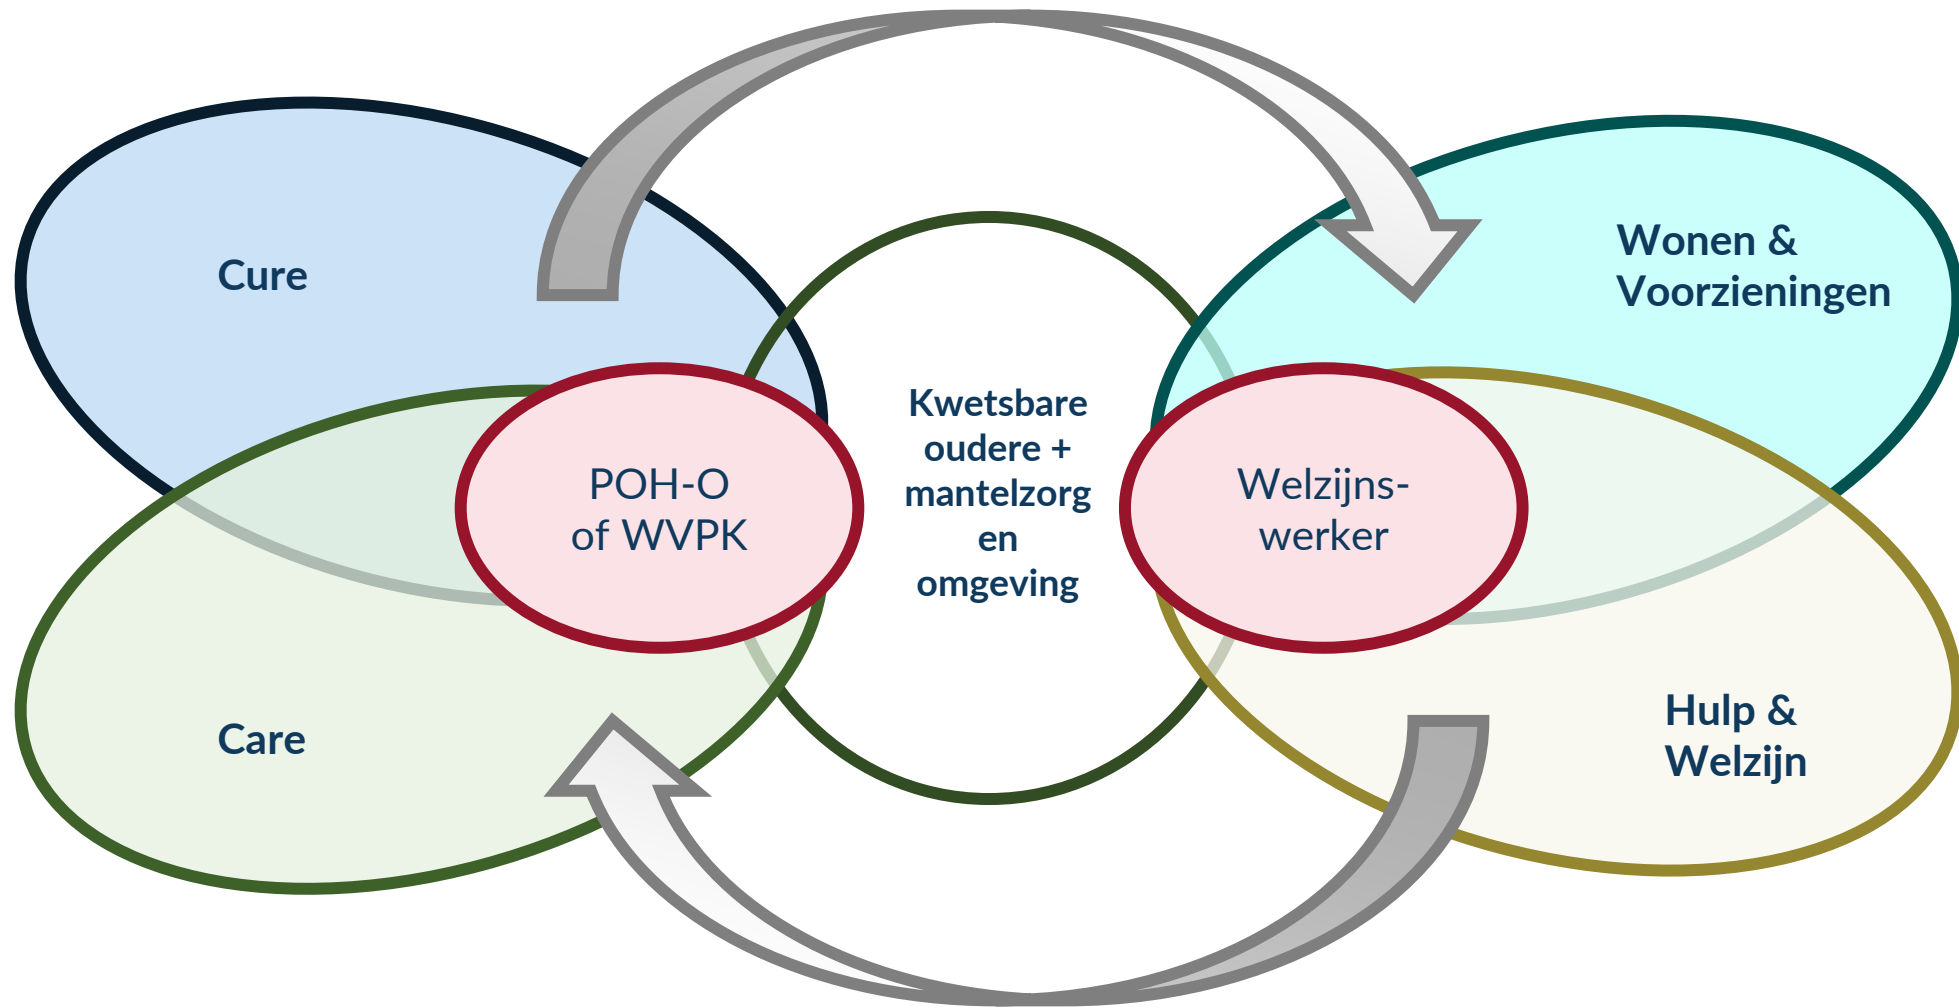 Cure
Care
POH-O
of WVPK
Kwetsbare
oudere +
mantelzorg
en
omgeving
Welzijns-
werker
Wonen &
Voorzieningen
Hulp &
Welzijn